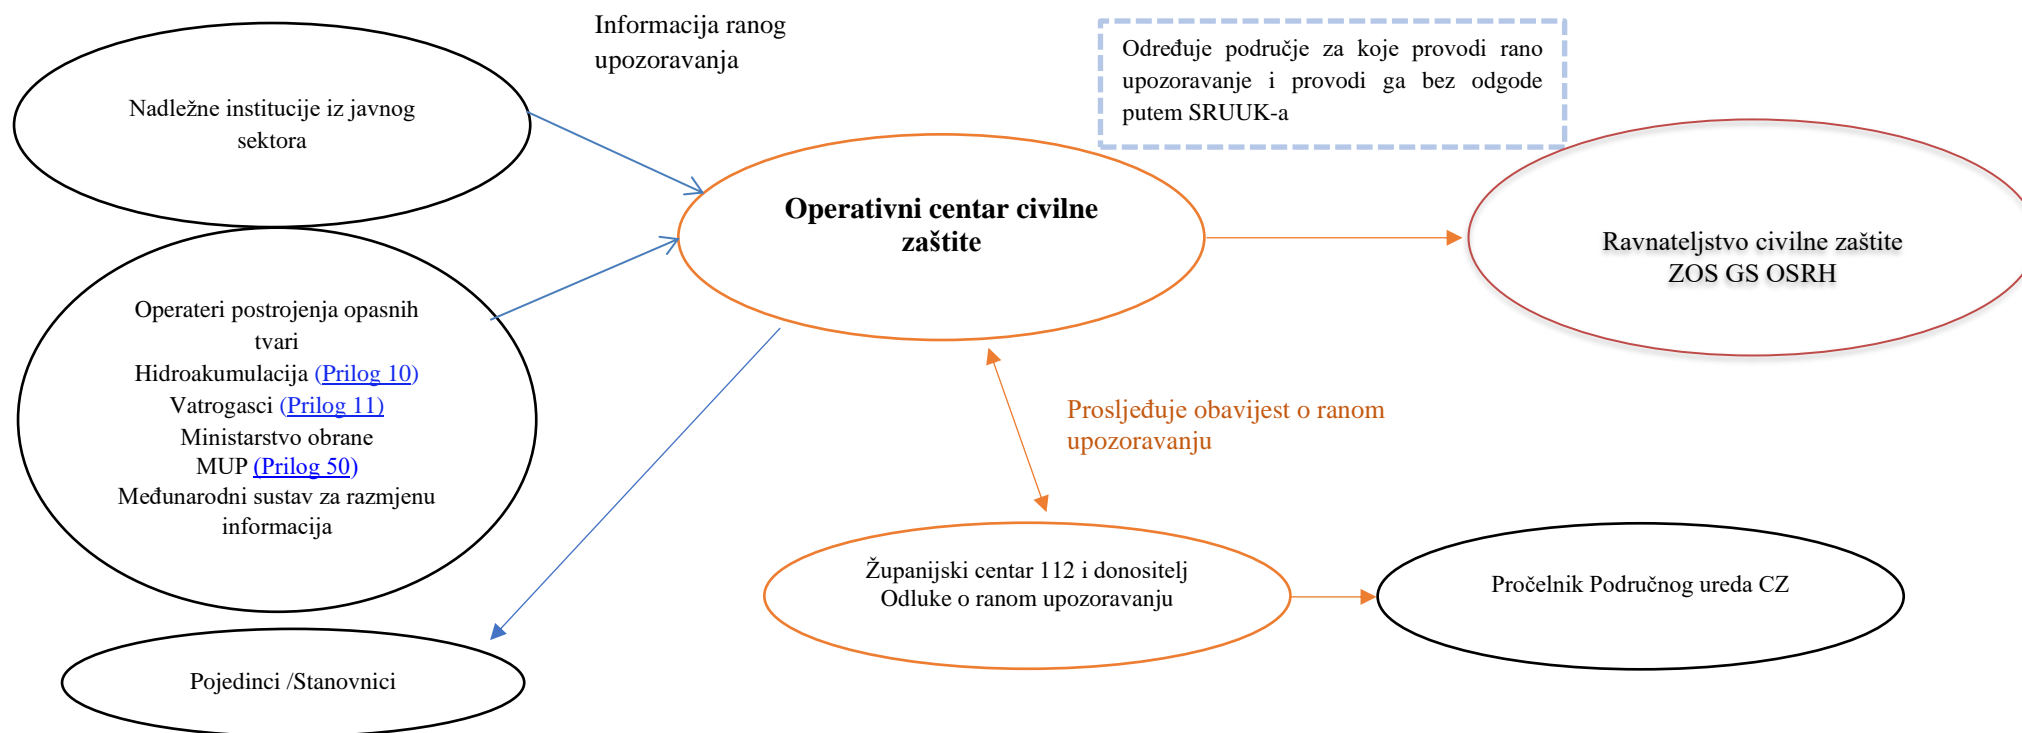 Informacija ranog
upozoravanja
Određuje područje za koje provodi rano
upozoravanje i provodi ga bez odgode
putem SRUUK-a
Nadležne institucije iz javnog
sektora
Operativni centar civilne
zaštite
Ravnateljstvo civilne zaštite
ZOS GS OSRH
Operateri postrojenja opasnih
tvari
Hidroakumulacija (Prilog 10)
Vatrogasci (Prilog 11)
Ministarstvo obrane
MUP (Prilog 50)
Međunarodni sustav za razmjenu
informacija
Prosljeđuje obavijest o ranom
upozoravanju
Županijski centar 112 i donositelj
Odluke o ranom upozoravanju
Pročelnik Područnog ureda CZ
Pojedinci /Stanovnici